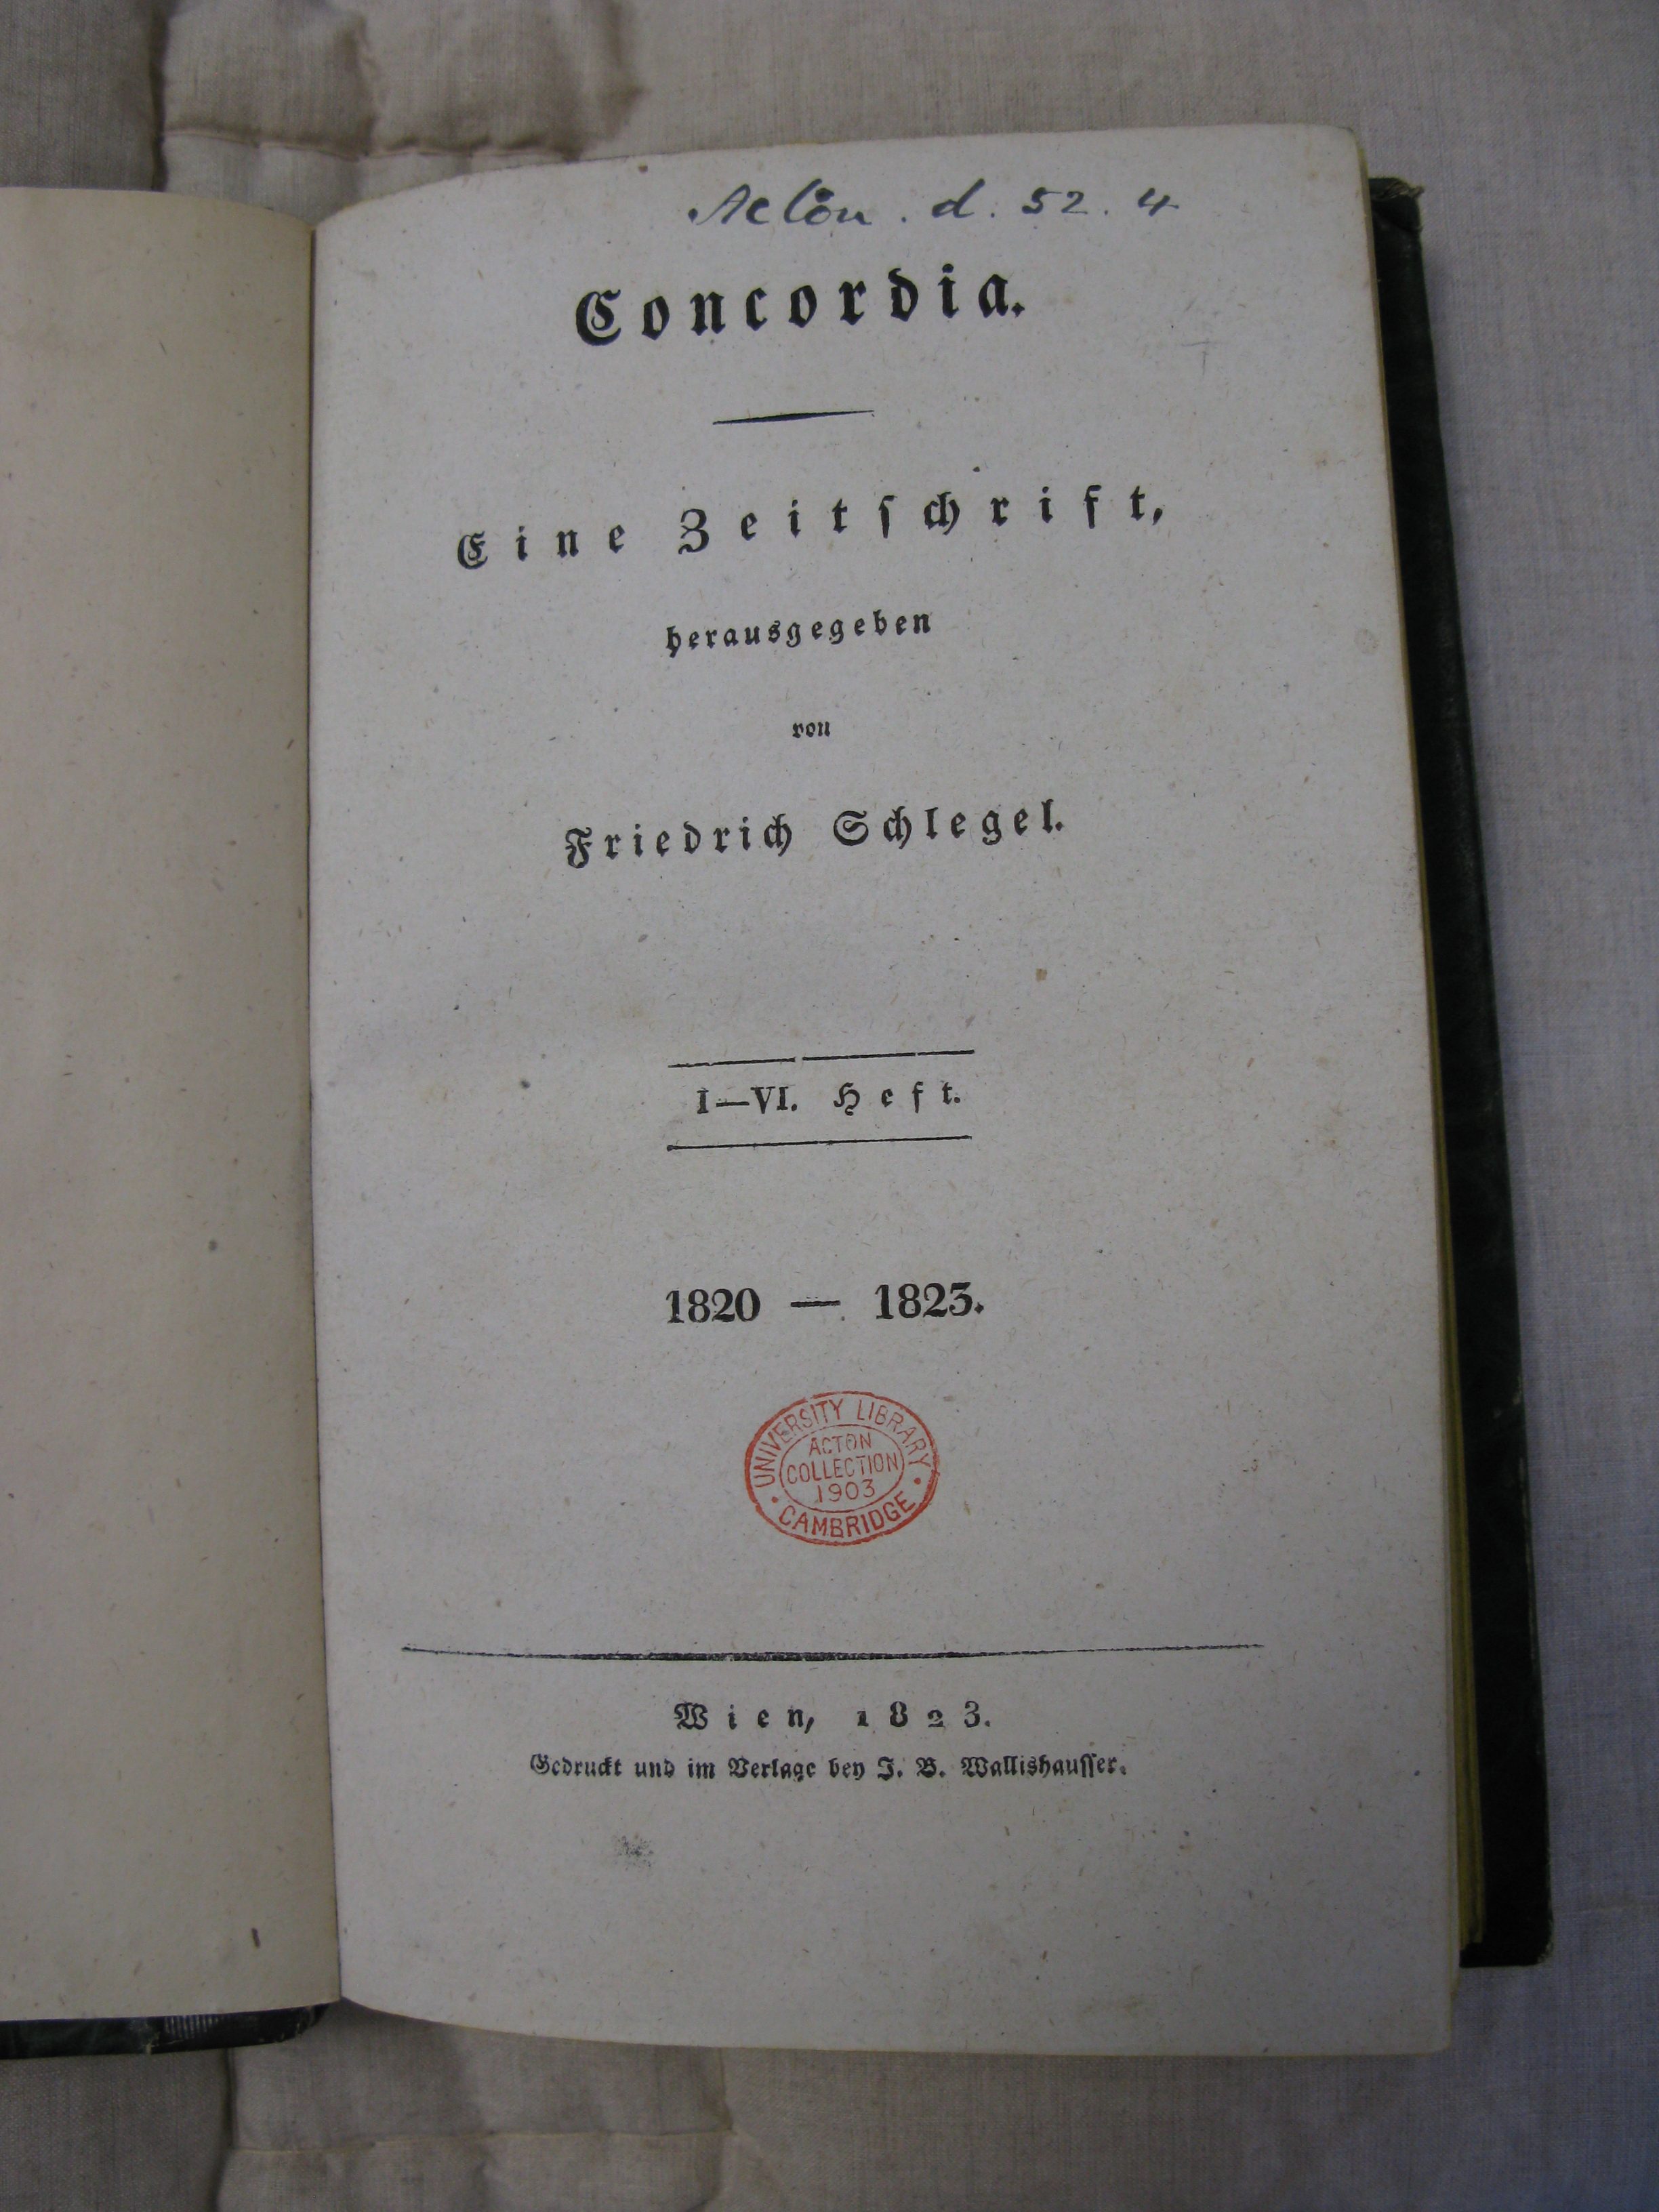 Acton. d. 52. 4
Concordia.
Eine Zeitſchrift,
herausgegeben
von
Friedrich Schlegel.
I—VI. Heft.
1820 — 1823.
UNIVERSITY LIBRARY
ACTON
COLLECTION
1903
CAMBRIDGE
Wien, 1823.
Gedruckt und im Verlage bey J. B. Wallishauſſer.